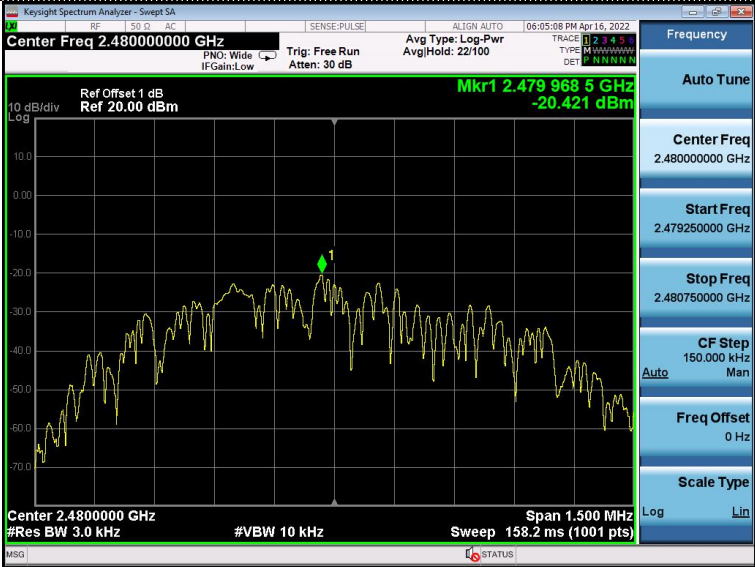 Keysight Spectrum Analyzer - Swept SA
RF 50 Ω AC SENSE:PULSE ALIGN AUTO 06:05:08 PM Apr 16, 2022
Center Freq 2.480000000 GHz
PNO: Wide
IFGain:Low
Trig: Free Run
Atten: 30 dB
Avg Type: Log-Pwr
Avg|Hold: 22/100
TRACE 1 2 3 4 5 6
TYPE M WWWWW
DET P N N N N N
Frequency
Ref Offset 1 dB
10 dB/div Ref 20.00 dBm
Log
Mkr1 2.479 968 5 GHz
-20.421 dBm
10.0
0.00
-10.0
-20.0
-30.0
-40.0
-50.0
-60.0
-70.0
1
Center 2.4800000 GHz Span 1.500 MHz
#Res BW 3.0 kHz #VBW 10 kHz Sweep 158.2 ms (1001 pts)
Auto Tune
Center Freq
2.480000000 GHz
Start Freq
2.479250000 GHz
Stop Freq
2.480750000 GHz
CF Step
150.000 kHz
Auto Man
Freq Offset
0 Hz
Scale Type
Log Lin
MSG STATUS